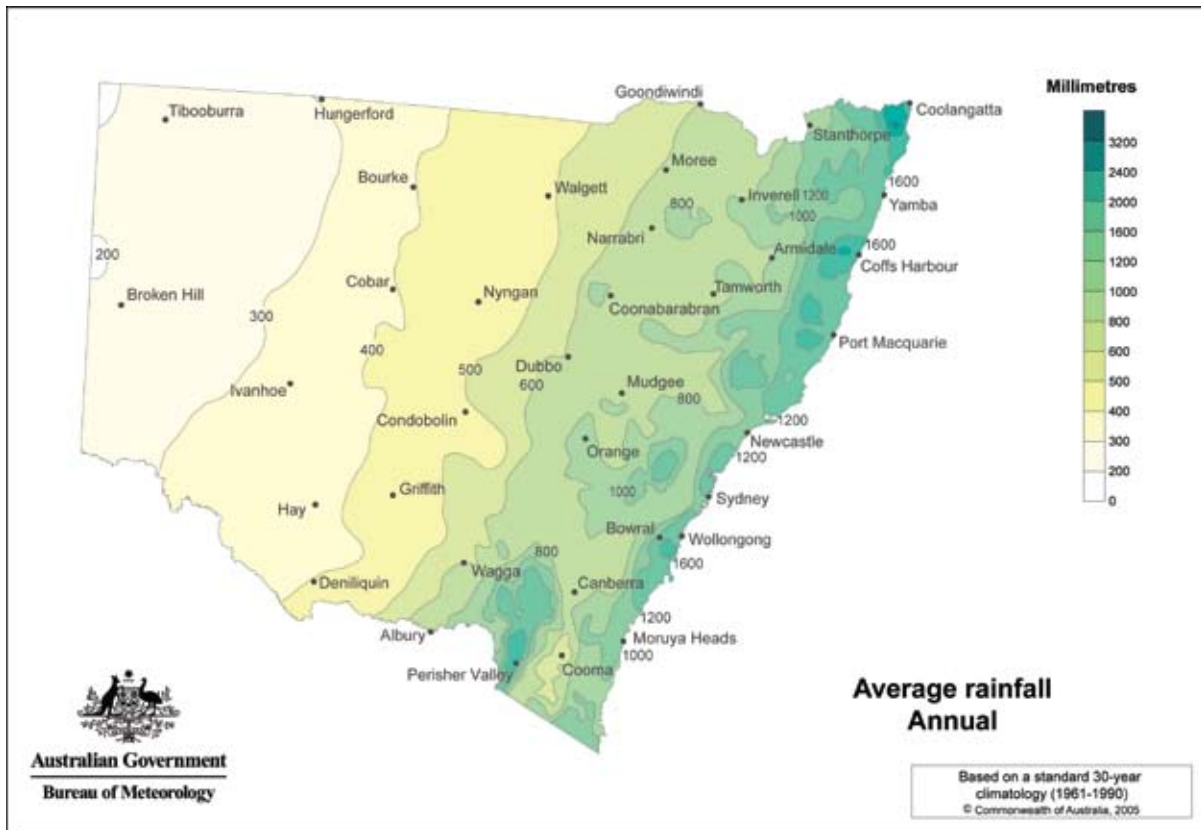 Millimetres
3200
2400
2000
1600
1200
1000
800
600
500
400
300
200
0
Goondiwindi
Coolangatta
Tibooburra
Hungerford
Stanthorpe
Moree
Bourke
Walgett
Inverell
1200
1600
800
1000
Yamba
Narrabri
Armidale
1600
200
Coffs Harbour
Cobar
Tamworth
Broken Hill
Nyngan
Coonabarabran
300
Port Macquarie
400
Dubbo
500
600
Mudgee
Ivanhoe
800
Condobolin
1200
Newcastle
Orange
1200
Griffith
1000
Sydney
Hay
Bowral
Wollongong
800
1600
Wagga
Canberra
Deniliquin
1200
Albury
Moruya Heads
1000
Perisher Valley
Cooma
Average rainfall
Annual
Australian Government
Bureau of Meteorology
Based on a standard 30-year
climatology (1961-1990)
© Commonwealth of Australia, 2005